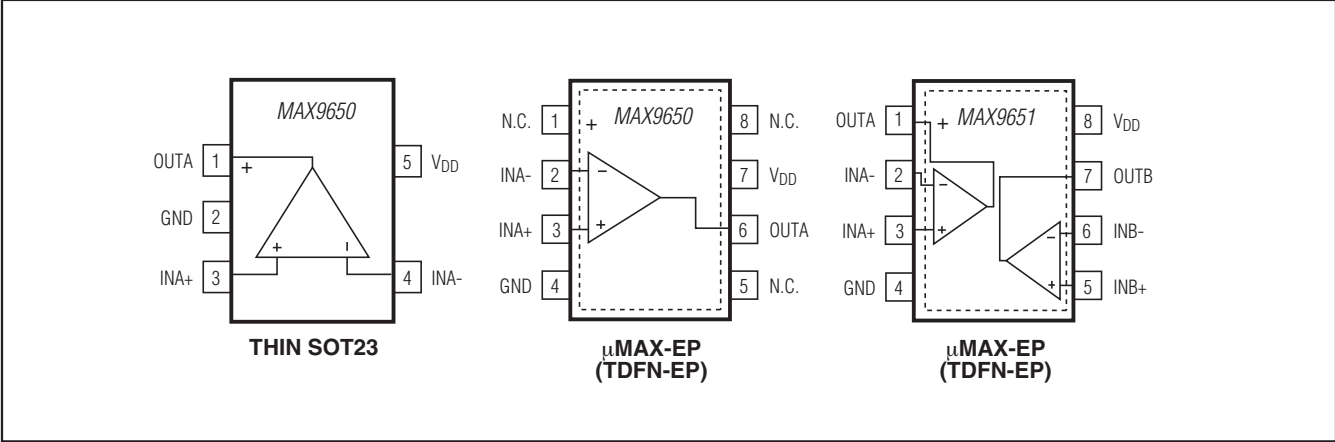 MAX9650
OUTA 1 + 5 VDD
GND 2
INA+ 3 + − 4 INA-
THIN SOT23
N.C. 1 + MAX9650 8 N.C.
INA- 2 − 7 VDD
INA+ 3 + 6 OUTA
GND 4 5 N.C.
μMAX-EP
(TDFN-EP)
OUTA 1 + MAX9651 8 VDD
INA- 2 − 7 OUTB
INA+ 3 + − 6 INB-
GND 4 + 5 INB+
μMAX-EP
(TDFN-EP)